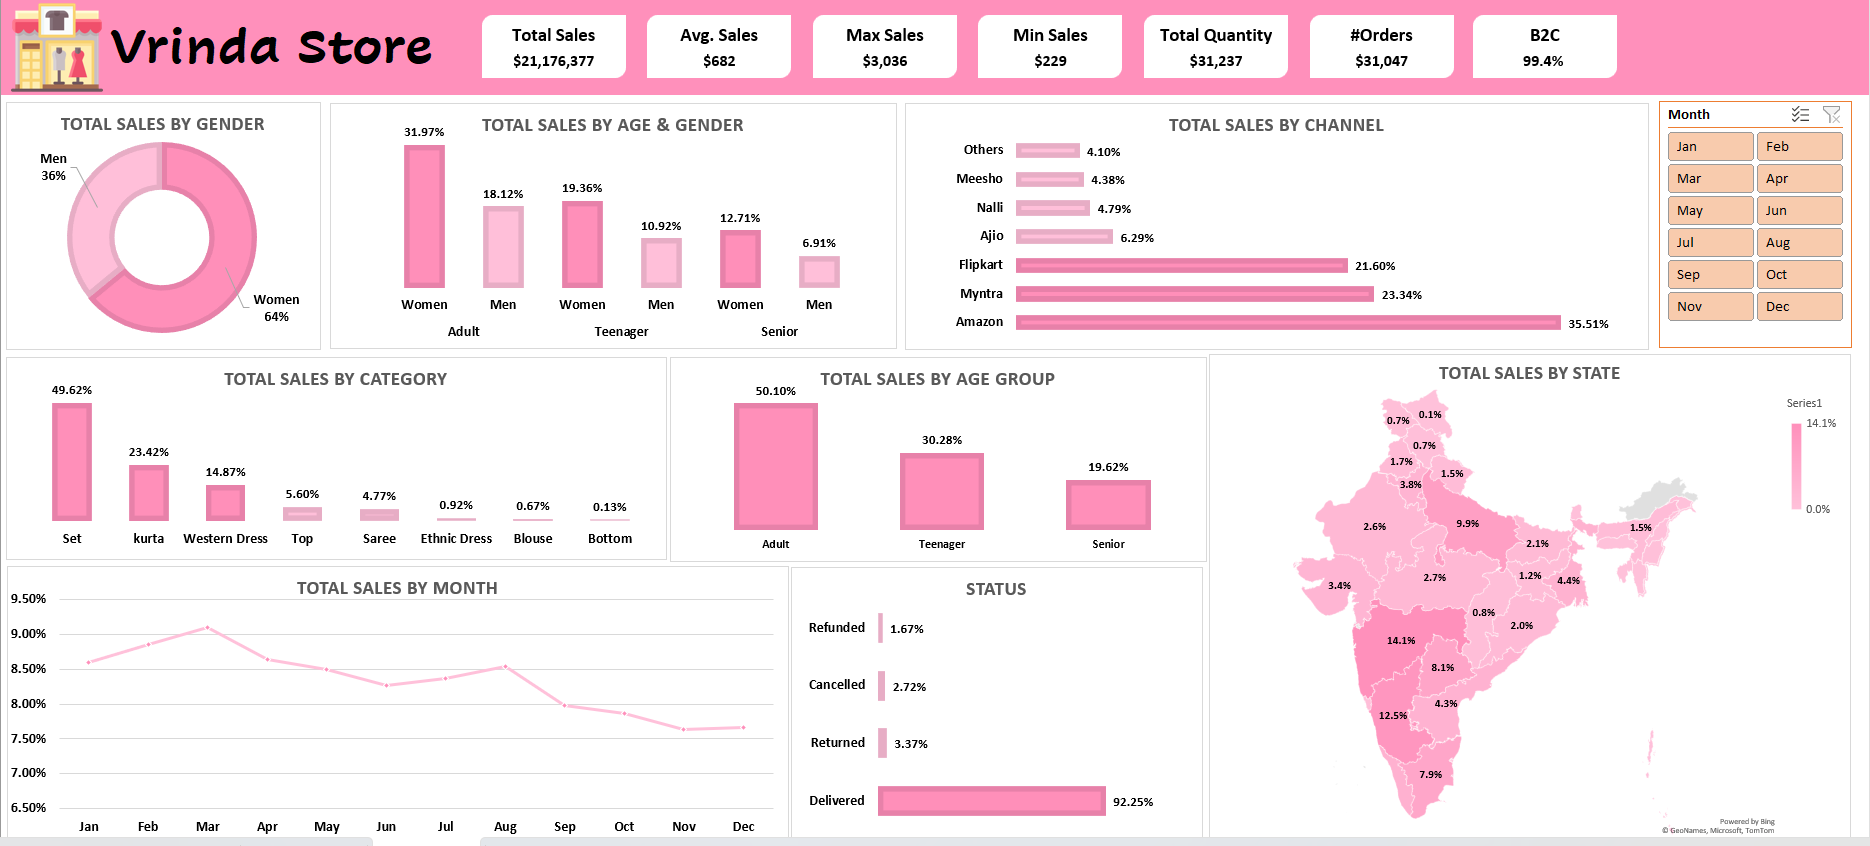 Vrinda Store
Total Sales
$21,176,377
Avg. Sales
$682
Max Sales
$3,036
Min Sales
$229
Total Quantity
$31,237
#Orders
$31,047
B2C
99.4%
TOTAL SALES BY GENDER
Men
36%
Women
64%
TOTAL SALES BY AGE & GENDER
31.97%
18.12%
19.36%
10.92%
12.71%
6.91%
Women Men Women Men Women Men
Adult Teenager Senior
TOTAL SALES BY CHANNEL
Others 4.10%
Meesho 4.38%
Nalli 4.79%
Ajio 6.29%
Flipkart 21.60%
Myntra 23.34%
Amazon 35.51%
Month
Jan Feb
Mar Apr
May Jun
Jul Aug
Sep Oct
Nov Dec
TOTAL SALES BY CATEGORY
49.62%
23.42%
14.87%
5.60%
4.77%
0.92%
0.67%
0.13%
Set kurta Western Dress Top Saree Ethnic Dress Blouse Bottom
TOTAL SALES BY AGE GROUP
50.10%
30.28%
19.62%
Adult Teenager Senior
TOTAL SALES BY STATE
Series1
14.1%
0.0%
0.7%
0.1%
0.7%
1.7%
1.5%
3.8%
2.6%
9.9%
1.5%
2.1%
3.4%
2.7%
1.2%
4.4%
0.8%
2.0%
14.1%
8.1%
4.3%
12.5%
7.9%
Powered by Bing
© GeoNames, Microsoft, TomTom
TOTAL SALES BY MONTH
9.50%
9.00%
8.50%
8.00%
7.50%
7.00%
6.50%
Jan Feb Mar Apr May Jun Jul Aug Sep Oct Nov Dec
STATUS
Refunded 1.67%
Cancelled 2.72%
Returned 3.37%
Delivered 92.25%